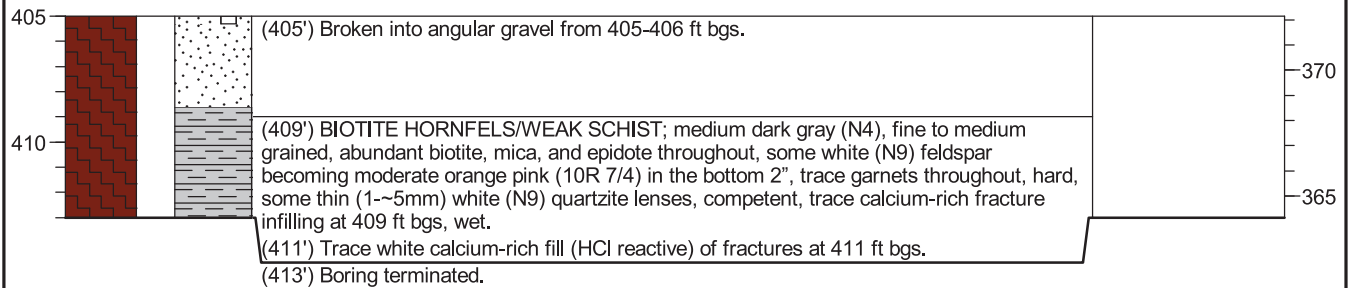 405
(405') Broken into angular gravel from 405-406 ft bgs.
370
(409') BIOTITE HORNFELS/WEAK SCHIST; medium dark gray (N4), fine to medium
410
grained, abundant biotite, mica, and epidote throughout, some white (N9) feldspar
becoming moderate orange pink (10R 7/4) in the bottom 2”, trace garnets throughout, hard,
some thin (1-~5mm) white (N9) quartzite lenses, competent, trace calcium-rich fracture
365
infilling at 409 ft bgs, wet.
(411') Trace white calcium-rich fill (HCl reactive) of fractures at 411 ft bgs.
(413') Boring terminated.